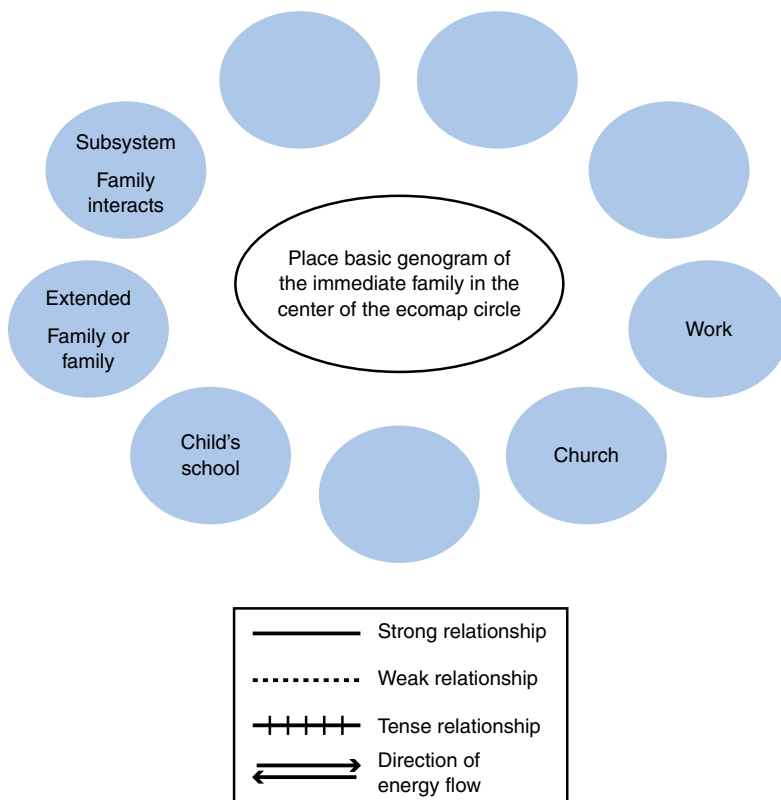 Subsystem
Family
interacts
Place basic genogram of
the immediate family in the
center of the ecomap circle
Extended
Family or
family
Work
Child's
school
Church
Strong relationship
Weak relationship
Tense relationship
Direction of
energy flow